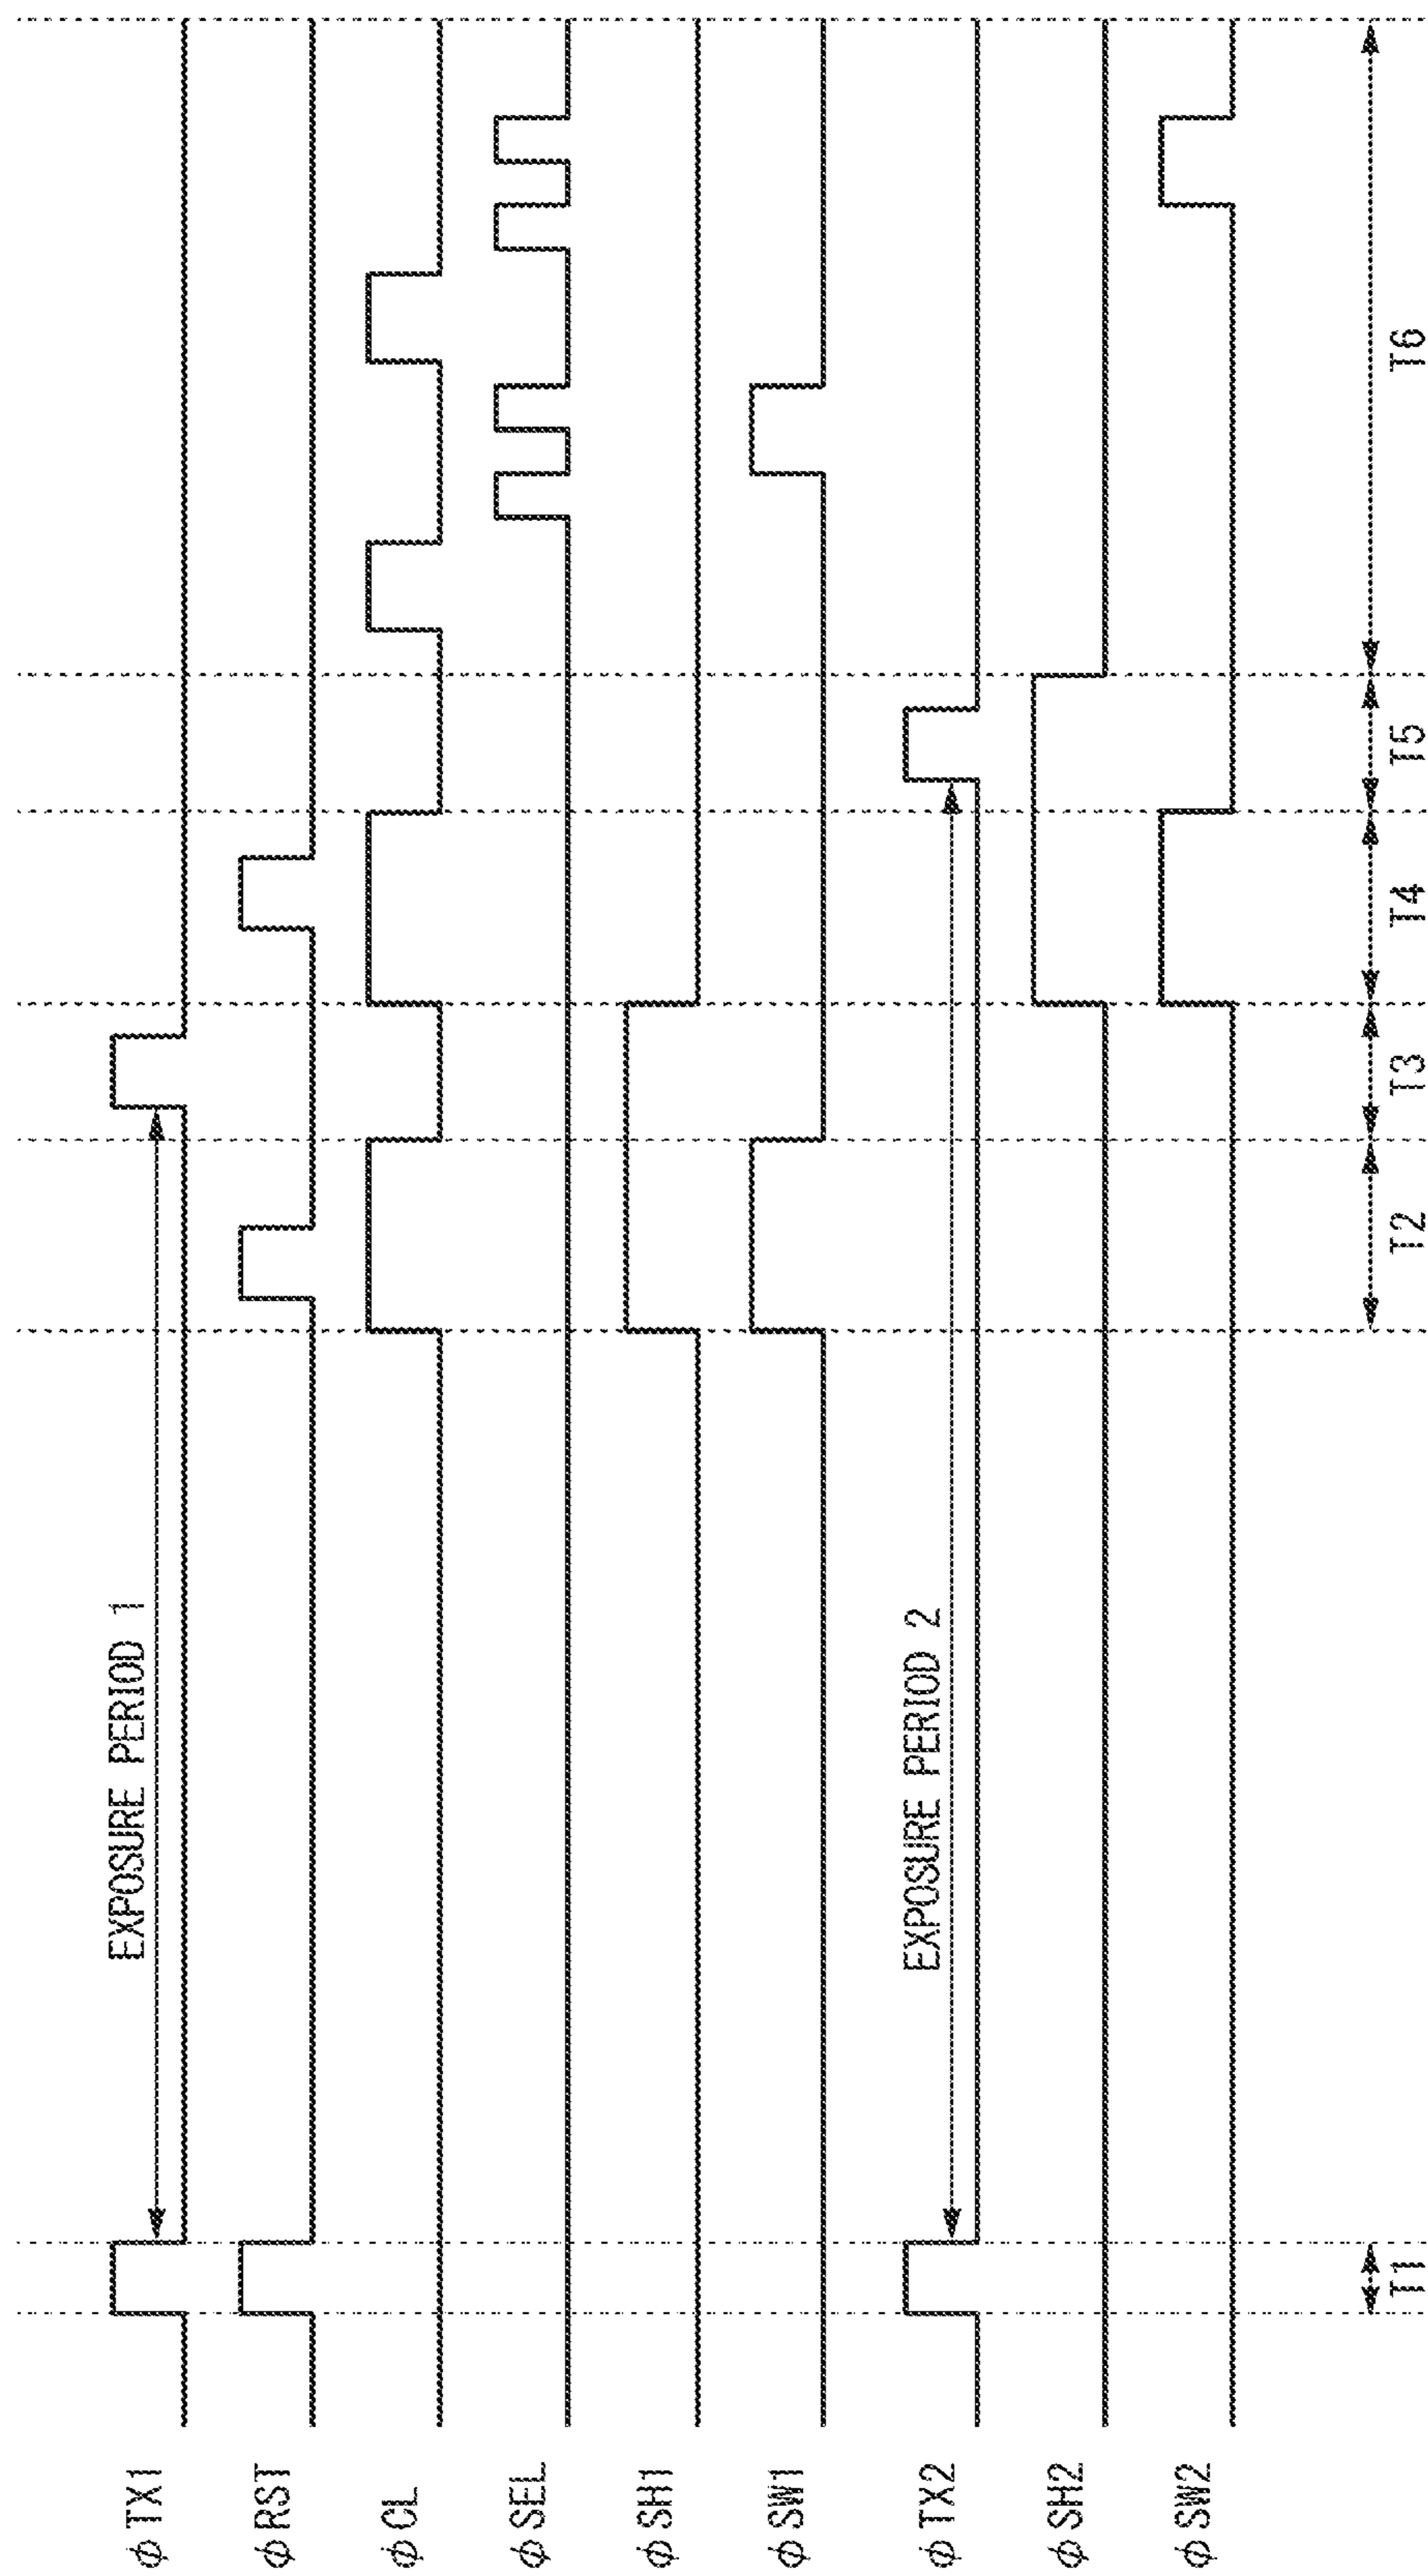 φTX1
EXPOSURE PERIOD 1
φRST
φCL
φSEL
φSH1
φSW1
φTX2
EXPOSURE PERIOD 2
φSH2
φSW2
T1
T2
T3
T4
T5
T6